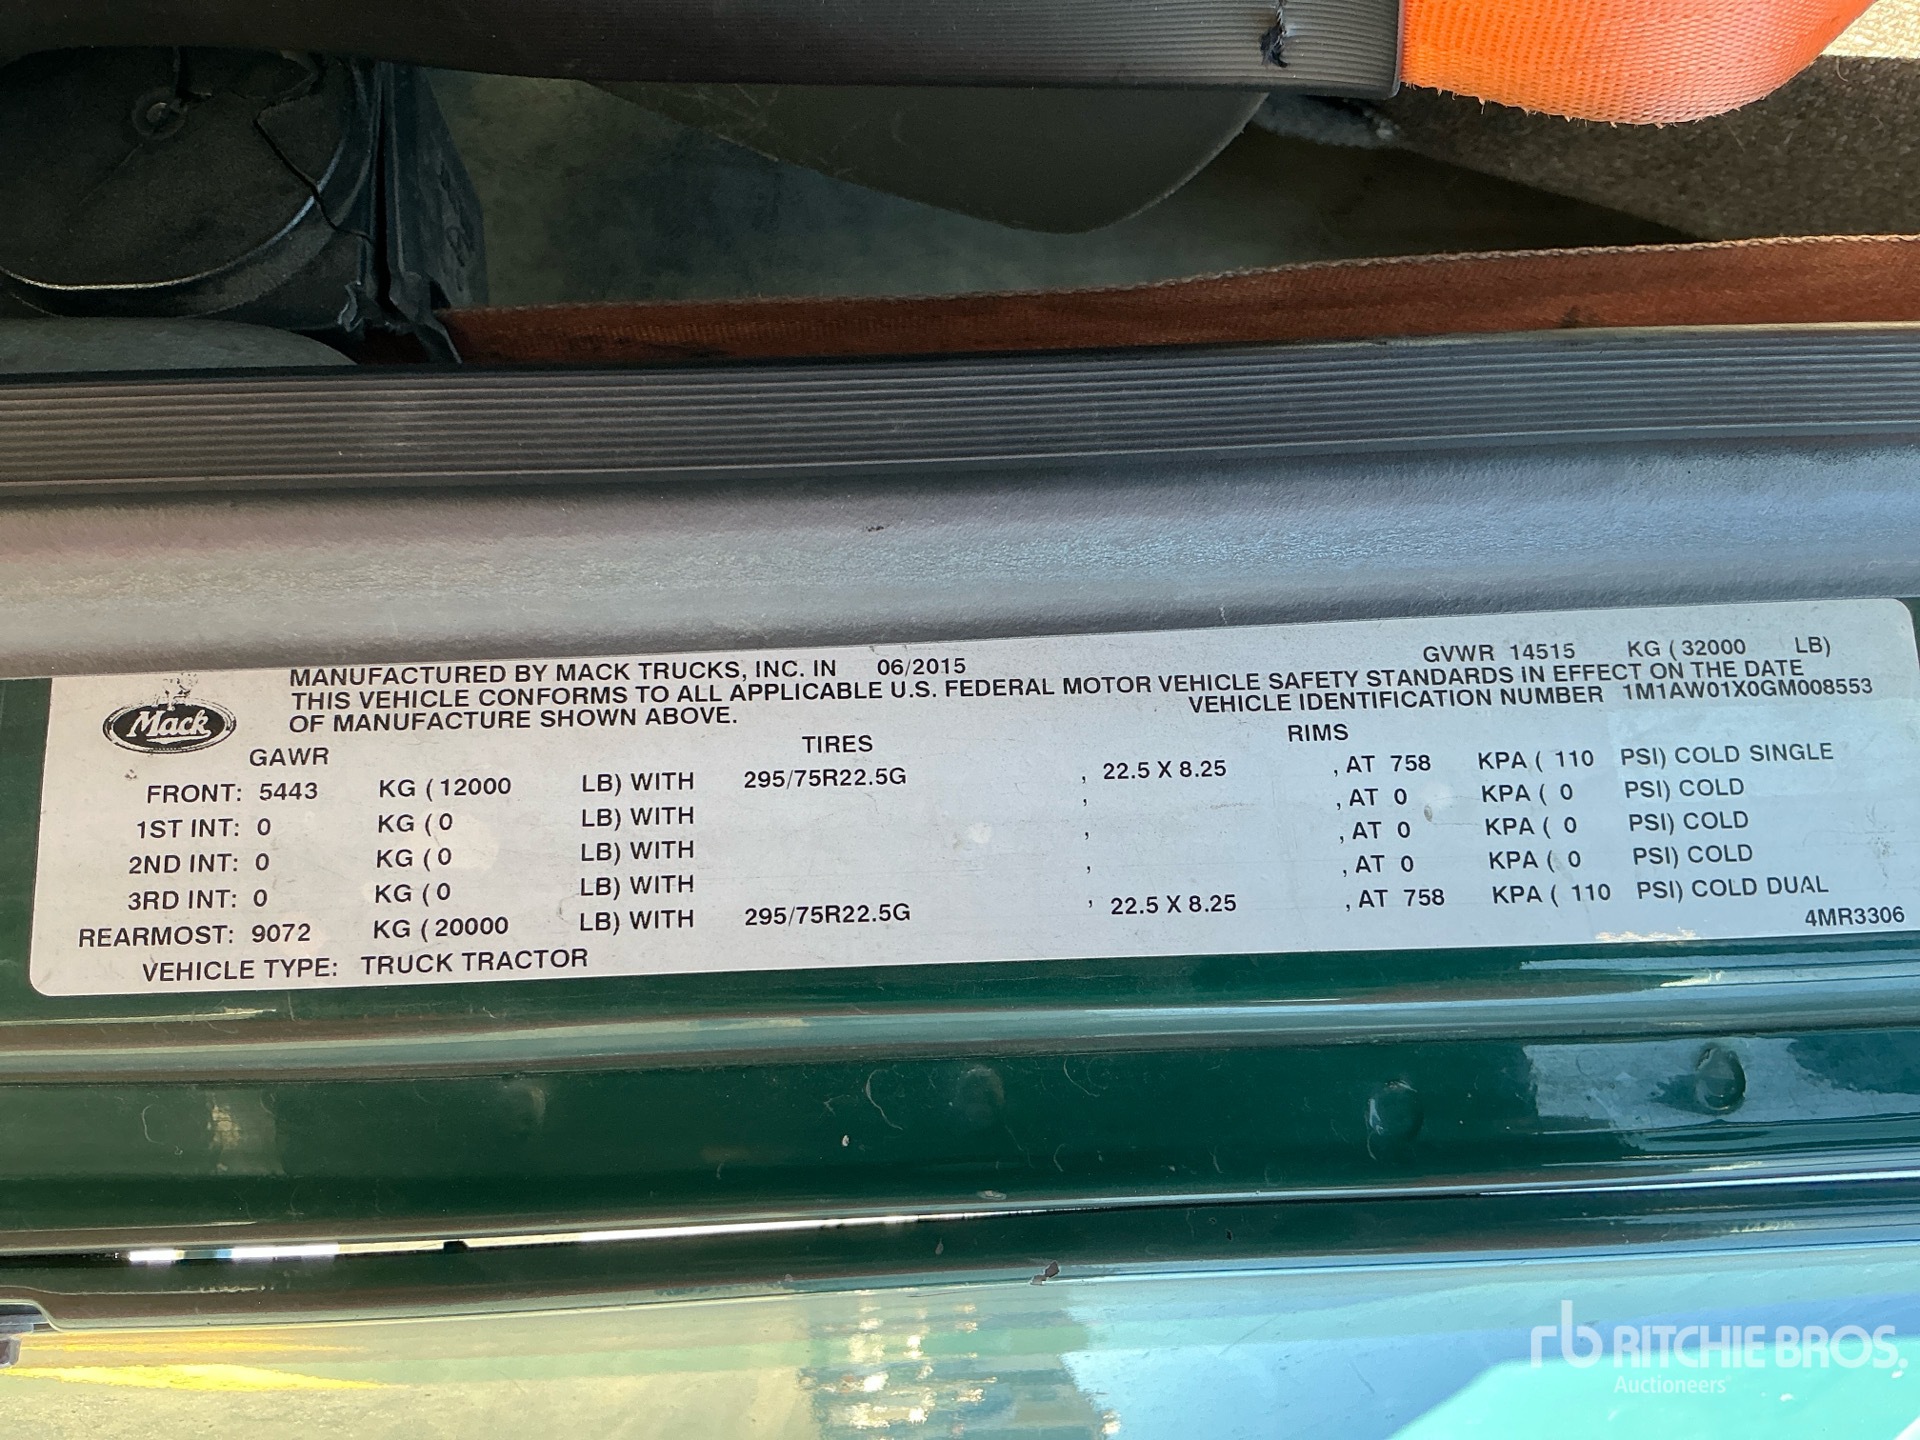 MANUFACTURED BY MACK TRUCKS, INC. IN 06/2015 GVWR 14515 KG ( 32000 LB)
THIS VEHICLE CONFORMS TO ALL APPLICABLE U.S. FEDERAL MOTOR VEHICLE SAFETY STANDARDS IN EFFECT ON THE DATE
OF MANUFACTURE SHOWN ABOVE. VEHICLE IDENTIFICATION NUMBER 1M1AW01X0GM008553
Mack
GAWR TIRES RIMS
FRONT: 5443 KG ( 12000 LB) WITH 295/75R22.5G , 22.5 X 8.25 , AT 758 KPA ( 110 PSI) COLD SINGLE
1ST INT: 0 KG ( 0 LB) WITH , , AT 0 KPA ( 0 PSI) COLD
2ND INT: 0 KG ( 0 LB) WITH , , AT 0 KPA ( 0 PSI) COLD
3RD INT: 0 KG ( 0 LB) WITH , , AT 0 KPA ( 0 PSI) COLD
REARMOST: 9072 KG ( 20000 LB) WITH 295/75R22.5G , 22.5 X 8.25 , AT 758 KPA ( 110 PSI) COLD DUAL
VEHICLE TYPE: TRUCK TRACTOR 4MR3306
rb RITCHIE BROS.
Auctioneers